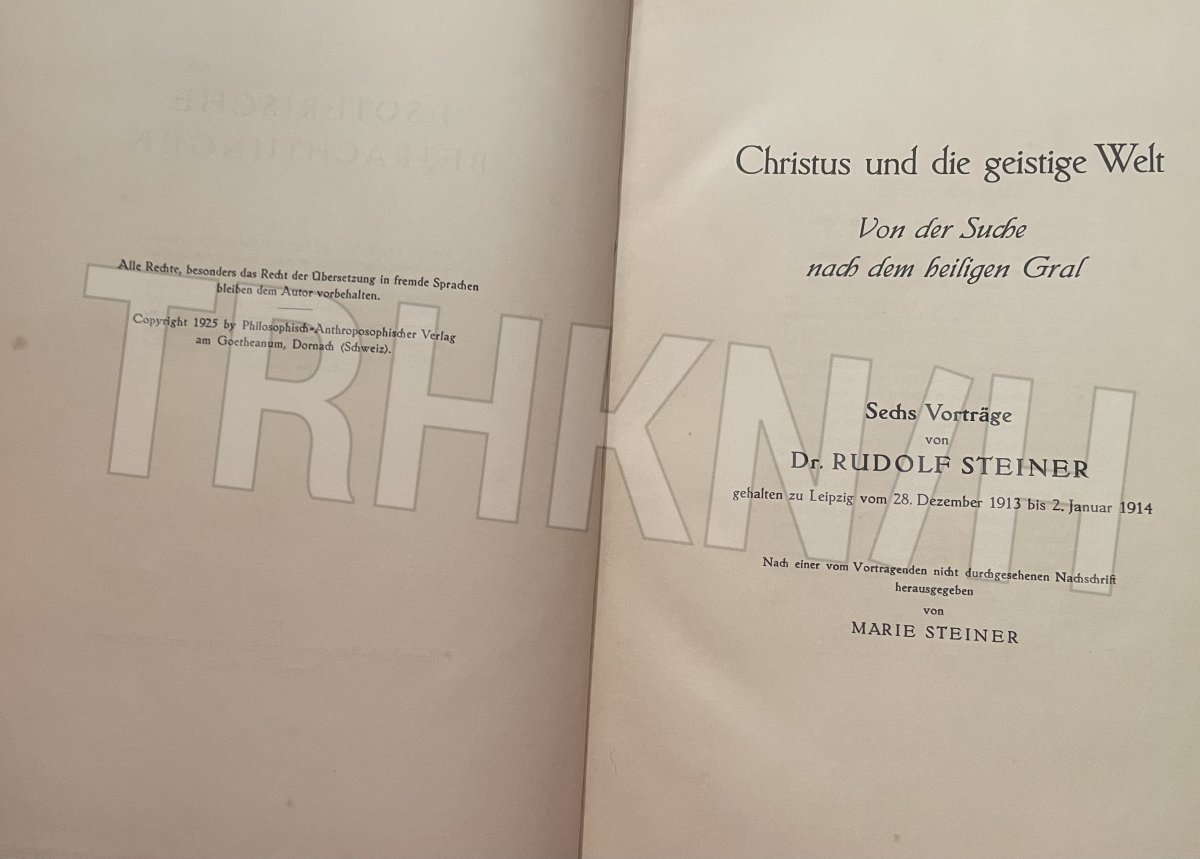 ESOTERISCHE
BETRACHTUNGEN
Alle Rechte, besonders das Recht der Übersetzung in fremde Sprachen
bleiben dem Autor vorbehalten.
Copyright 1925 by Philosophisch-Anthroposophischer Verlag
am Goetheanum, Dornach (Schweiz).
Christus und die geistige Welt
Von der Suche
nach dem heiligen Gral
Sechs Vorträge
von
Dr. RUDOLF STEINER
gehalten zu Leipzig vom 28. Dezember 1913 bis 2. Januar 1914
Nach einer vom Vortragenden nicht durchgesehenen Nachschrift
herausgegeben
von
MARIE STEINER
TRHKN/H